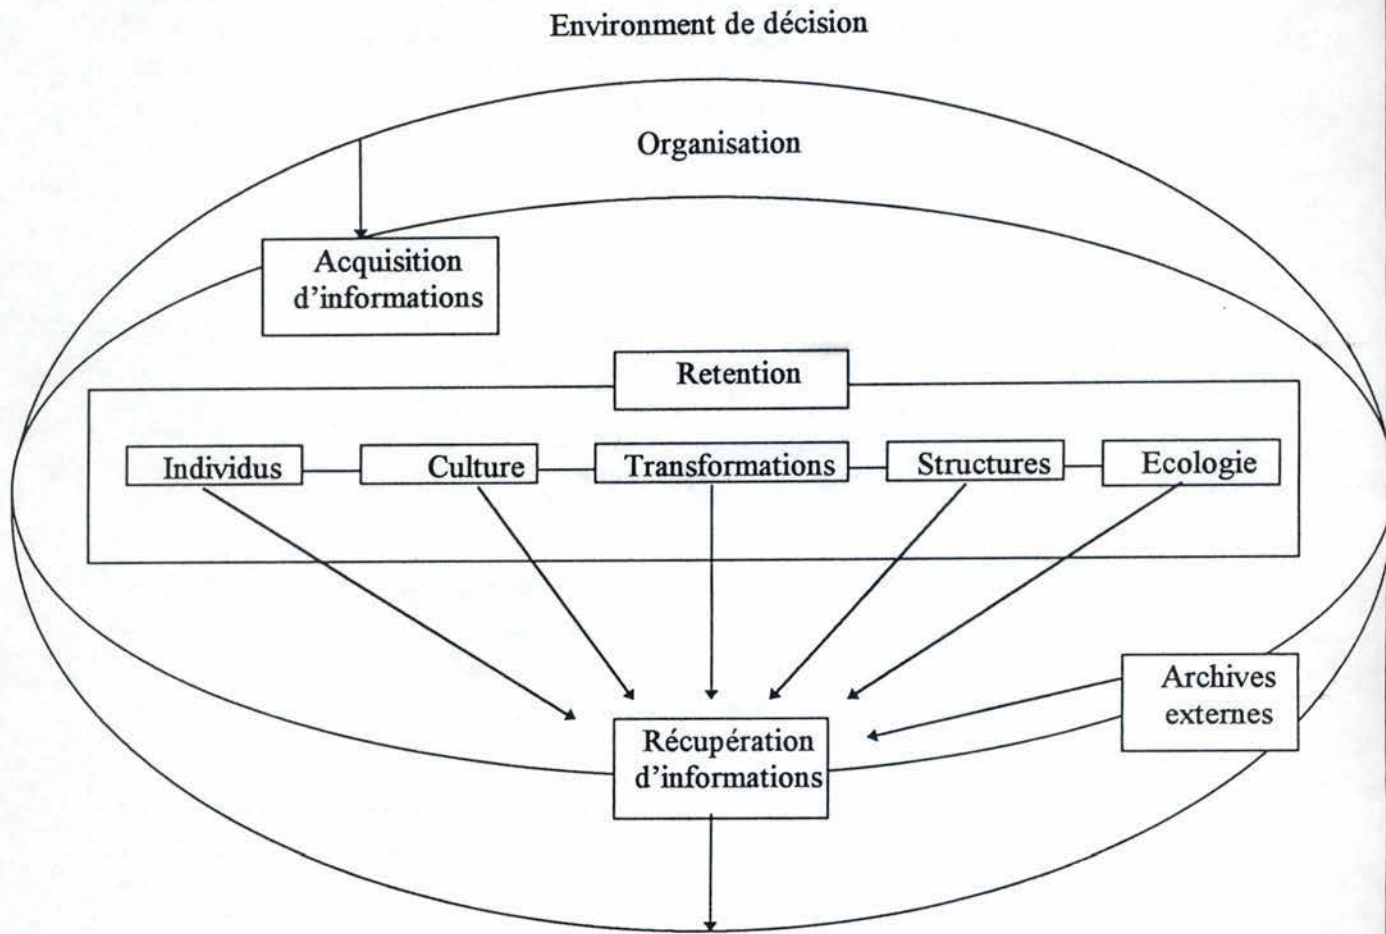 Environment de décision
Organisation
Acquisition
d'informations
Retention
Individus
Culture
Transformations
Structures
Ecologie
Archives
externes
Récupération
d'informations